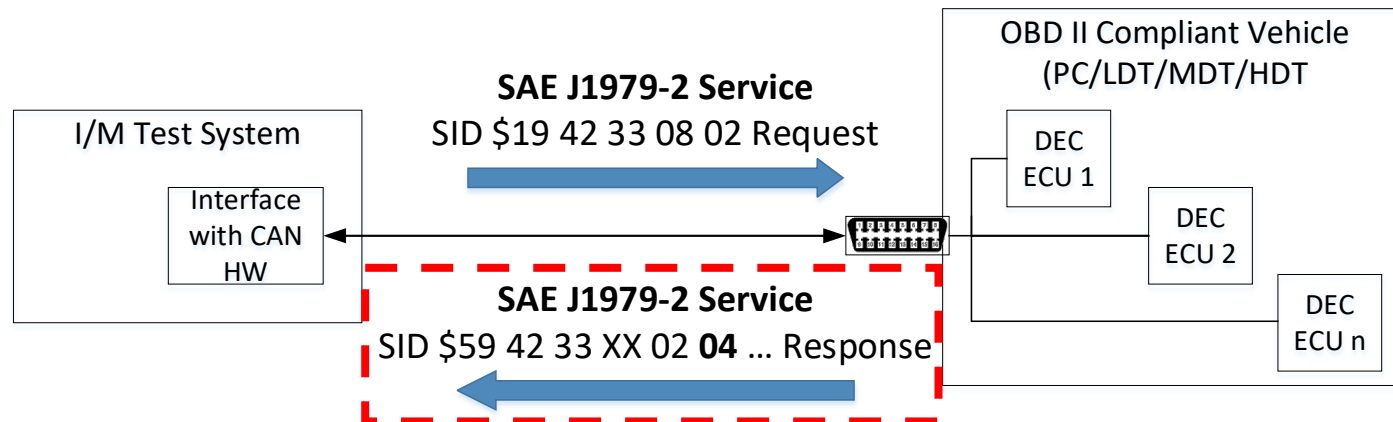 OBD II Compliant Vehicle
(PC/LDT/MDT/HDT
SAE J1979-2 Service
SID $19 42 33 08 02 Request
I/M Test System
Interface
with CAN
HW
DEC
ECU 1
DEC
ECU 2
DEC
ECU n
SAE J1979-2 Service
SID $59 42 33 XX 02 04 ... Response